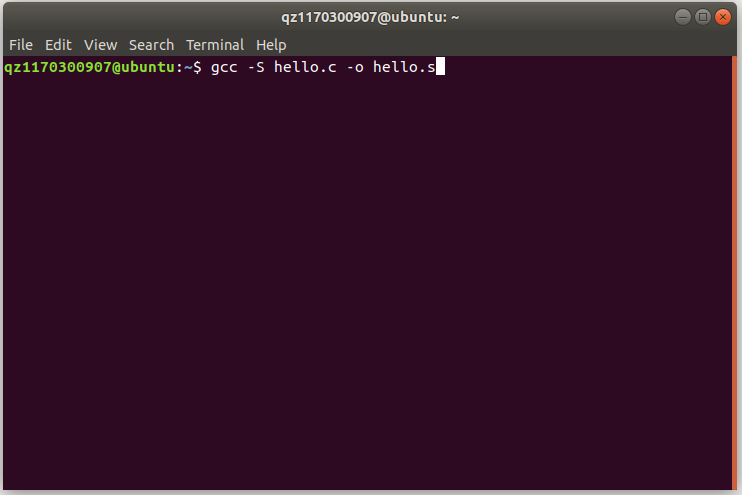 qz1170300907@ubuntu: ~
File Edit View Search Terminal Help
qz1170300907@ubuntu:~$ gcc -S hello.c -o hello.s